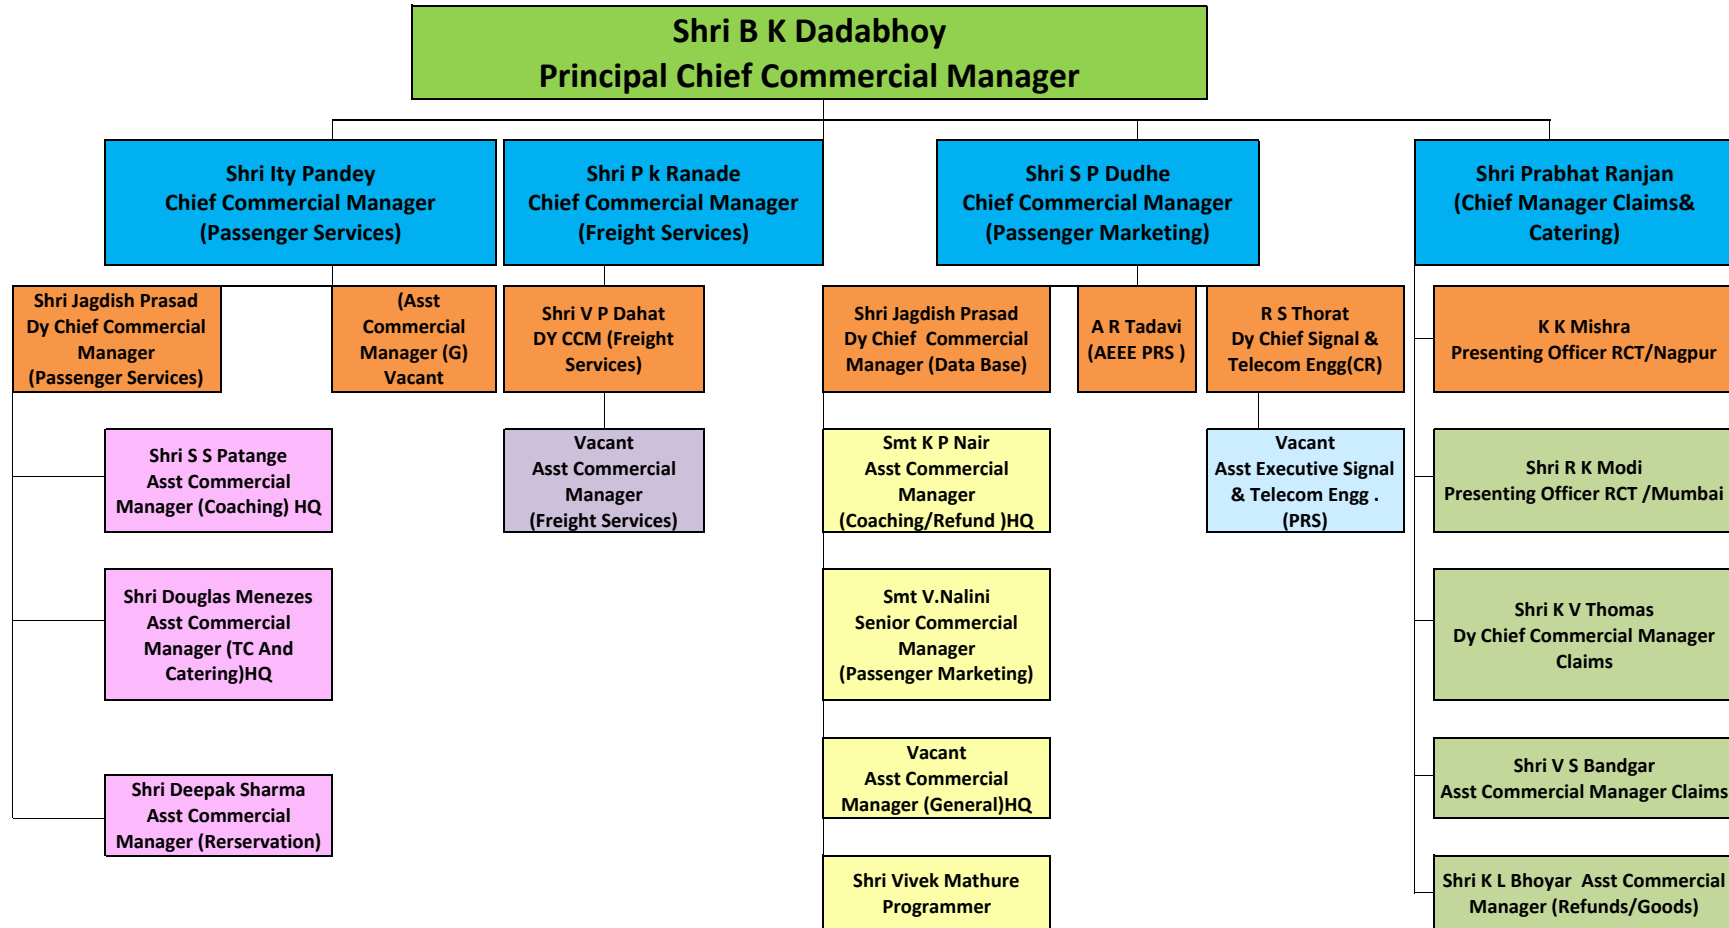 Shri B K Dadabhoy
Principal Chief Commercial Manager
Shri Ity Pandey
Chief Commercial Manager
(Passenger Services)
Shri P k Ranade
Chief Commercial Manager
(Freight Services)
Shri S P Dudhe
Chief Commercial Manager
(Passenger Marketing)
Shri Prabhat Ranjan
(Chief Manager Claims&
Catering)
Shri Jagdish Prasad
Dy Chief Commercial
Manager
(Passenger Services)
(Asst
Commercial
Manager (G)
Vacant
Shri V P Dahat
DY CCM (Freight
Services)
Shri Jagdish Prasad
Dy Chief Commercial
Manager (Data Base)
A R Tadavi
(AEEE PRS )
R S Thorat
Dy Chief Signal &
Telecom Engg(CR)
K K Mishra
Presenting Officer RCT/Nagpur
Shri S S Patange
Asst Commercial
Manager (Coaching) HQ
Vacant
Asst Commercial
Manager
(Freight Services)
Smt K P Nair
Asst Commercial
Manager
(Coaching/Refund )HQ
Vacant
Asst Executive Signal
& Telecom Engg .
(PRS)
Shri R K Modi
Presenting Officer RCT /Mumbai
Shri Douglas Menezes
Asst Commercial
Manager (TC And
Catering)HQ
Smt V.Nalini
Senior Commercial
Manager
(Passenger Marketing)
Shri K V Thomas
Dy Chief Commercial Manager
Claims
Shri Deepak Sharma
Asst Commercial
Manager (Rerservation)
Vacant
Asst Commercial
Manager (General)HQ
Shri V S Bandgar
Asst Commercial Manager Claims
Shri Vivek Mathure
Programmer
Shri K L Bhoyar Asst Commercial
Manager (Refunds/Goods)